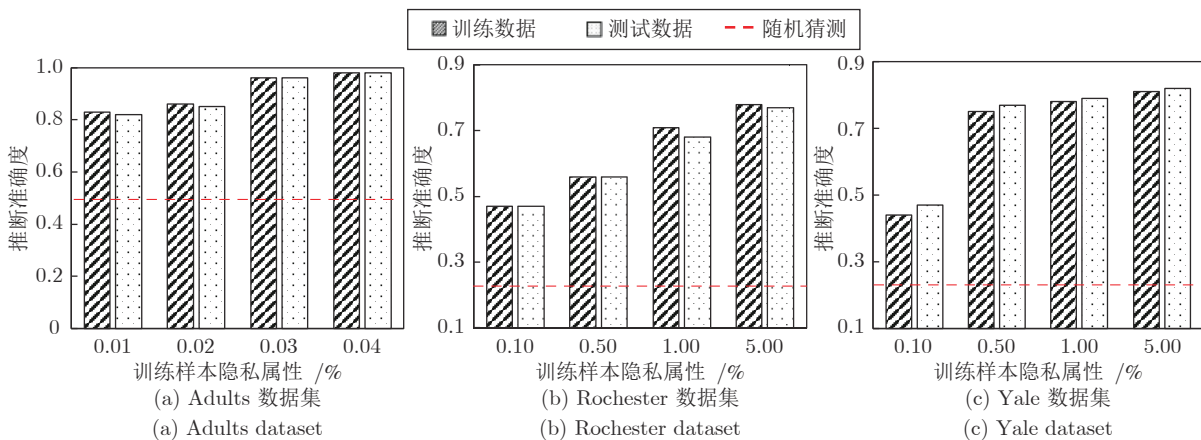 训练数据 测试数据 随机猜测
1.0
0.8
0.6
0.4
0.2
0
推断准确度
0.01 0.02 0.03 0.04
训练样本隐私属性 /%
(a) Adults 数据集
(a) Adults dataset
0.9
0.7
0.5
0.3
0.1
推断准确度
0.10 0.50 1.00 5.00
训练样本隐私属性 /%
(b) Rochester 数据集
(b) Rochester dataset
0.9
0.7
0.5
0.3
0.1
推断准确度
0.10 0.50 1.00 5.00
训练样本隐私属性 /%
(c) Yale 数据集
(c) Yale dataset